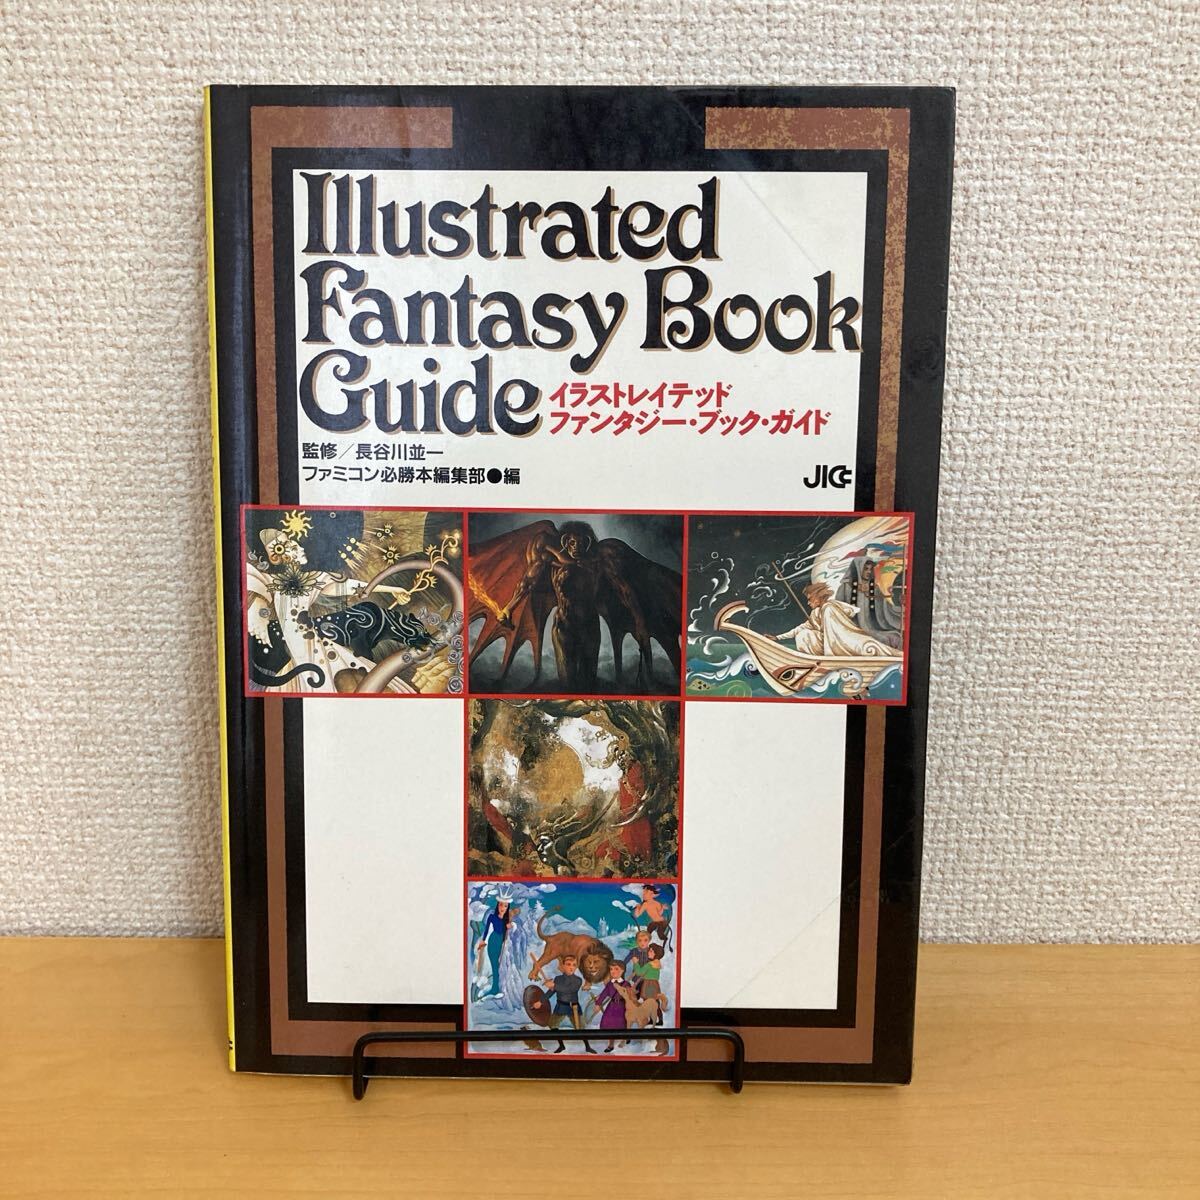 Illustrated
Fantasy Book
Guide
イラストレイテッド
ファンタジー・ブック・ガイド
監修/長谷川並一
ファミコン必勝本編集部●編
JICC